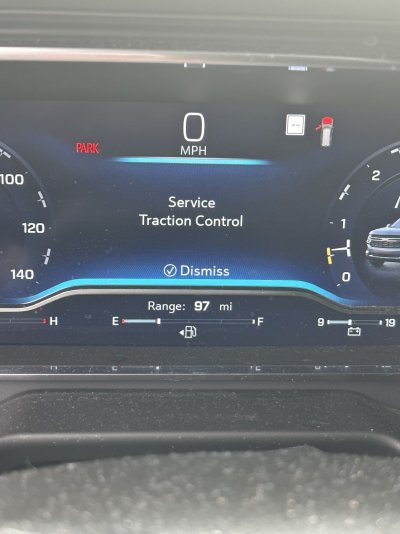 0
MPH
PARK
100
120
140
2
1
0
Service
Traction Control
Dismiss
Range: 97 mi
H
E
F
9
19